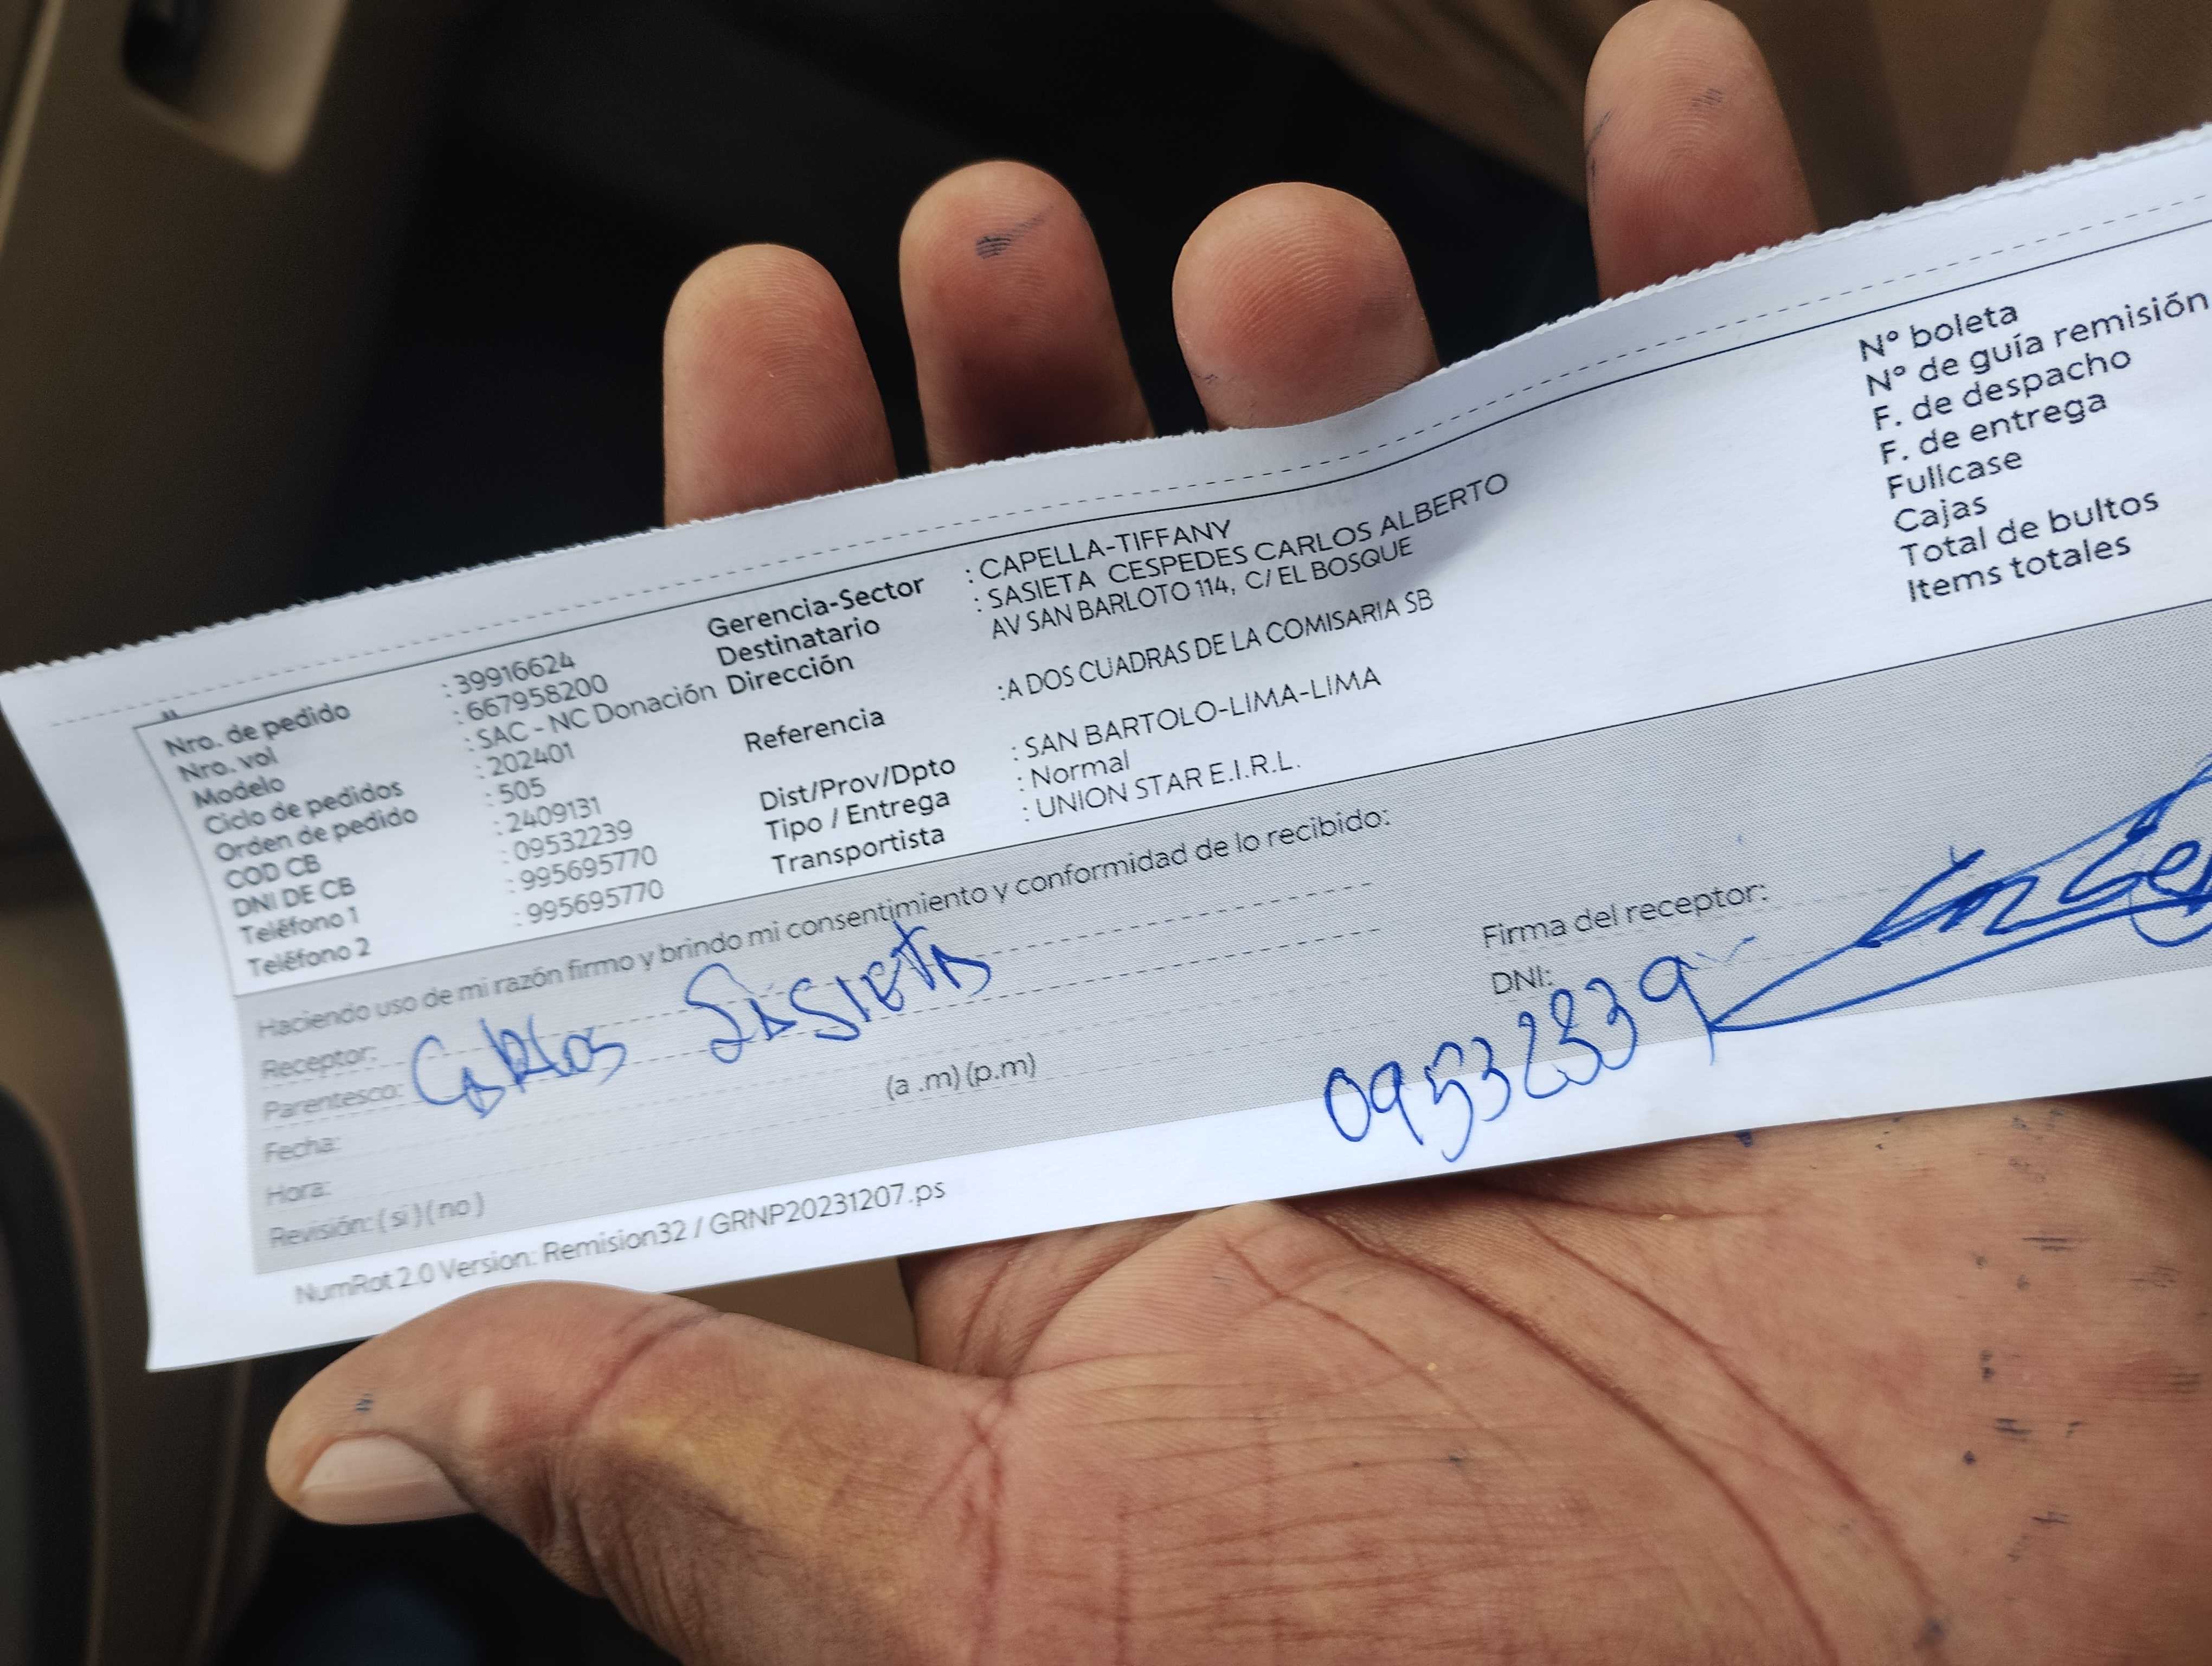 Nro. de pedido : 39916624
Nro. vol : 667958200
Modelo : SAC - NC Donación
Ciclo de pedidos : 202401
Orden de pedido : 505
COD CB : 2409131
DNI DE CB : 09532239
Teléfono 1 : 995695770
Teléfono 2 : 995695770
Gerencia-Sector : CAPELLA-TIFFANY
Destinatario : SASIETA CESPEDES CARLOS ALBERTO
Dirección AV SAN BARLOTO 114, C/ EL BOSQUE
Referencia :A DOS CUADRAS DE LA COMISARIA SB
Dist/Prov/Dpto : SAN BARTOLO-LIMA-LIMA
Tipo / Entrega : Normal
Transportista : UNION STAR E.I.R.L.
N° boleta
N° de guía remisión
F. de despacho
F. de entrega
Fullcase
Cajas
Total de bultos
Items totales
Haciendo uso de mi razón firmo y brindo mi consentimiento y conformidad de lo recibido:
Receptor: Carlos SASIETA
Parentesco:
Fecha:
Hora: (a .m) (p.m)
Revisión: ( si ) ( no )
Firma del receptor:
DNI: 09532239
NumRot 2.0 Version: Remision32 / GRNP20231207.ps